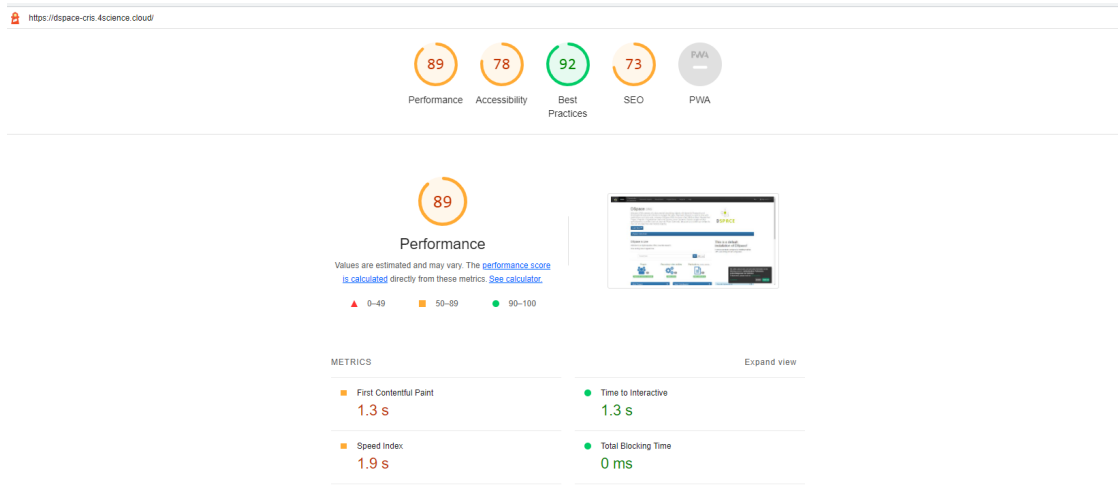 https://dspace-cris.4science.cloud/
89
78
92
73
PWA
Performance
Accessibility
Best
Practices
SEO
PWA
89
Performance
Values are estimated and may vary. The performance score
is calculated directly from these metrics. See calculator.
0–49
50–89
90–100
DSPACE
METRICS
Expand view
First Contentful Paint
1.3 s
Time to Interactive
1.3 s
Speed Index
1.9 s
Total Blocking Time
0 ms